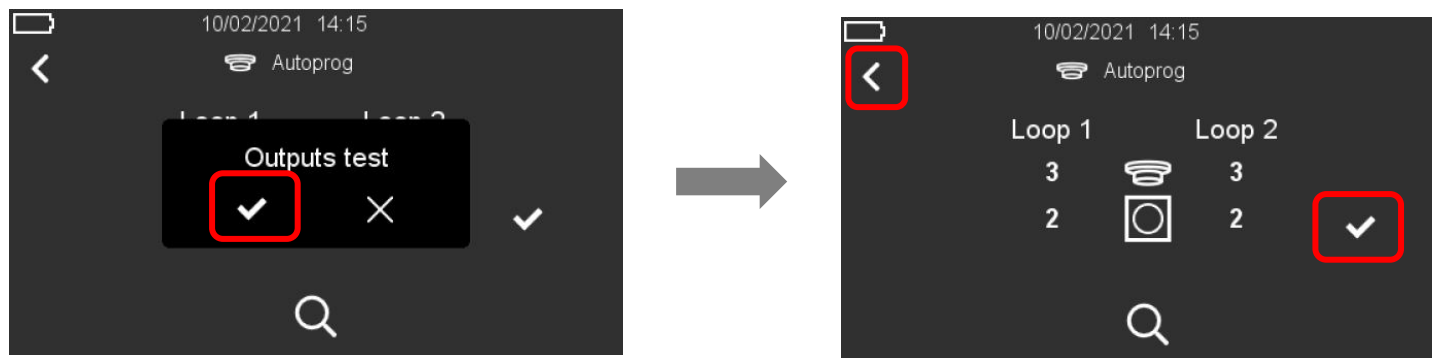 10/02/2021 14:15
Autoprog
Outputs test
10/02/2021 14:15
Autoprog
Loop 1 Loop 2
3 3
2 2